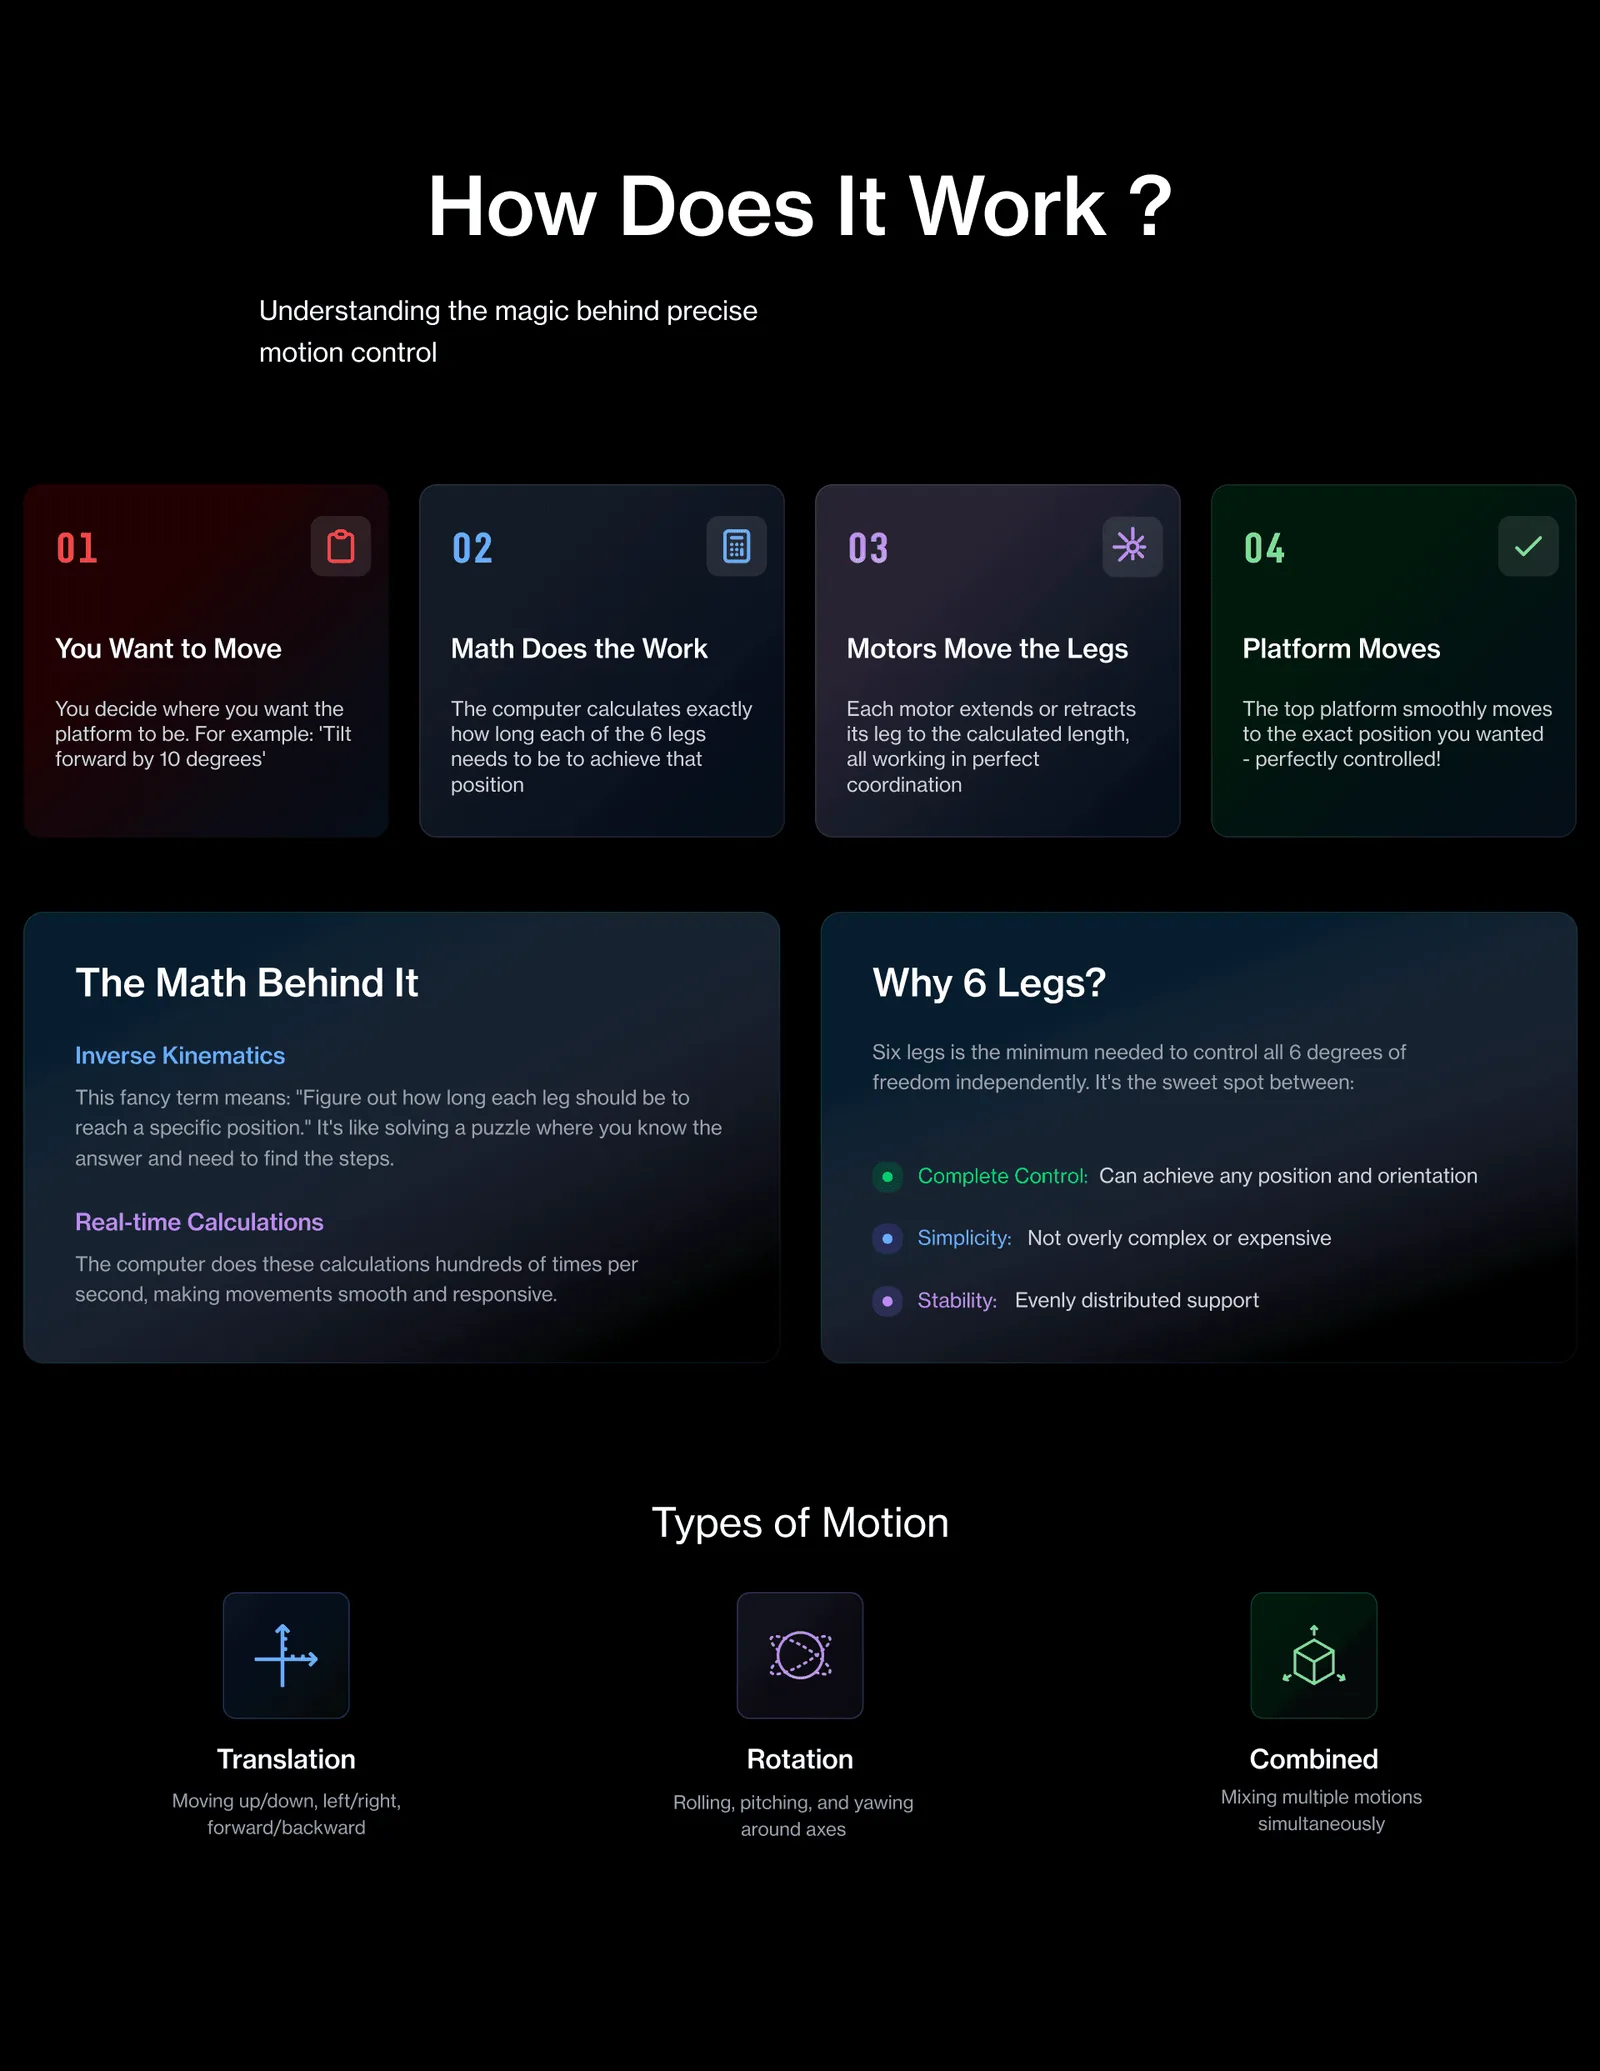 How Does It Work ?
Understanding the magic behind precise
motion control
01
You Want to Move
You decide where you want the
platform to be. For example: 'Tilt
forward by 10 degrees'
02
Math Does the Work
The computer calculates exactly
how long each of the 6 legs
needs to be to achieve that
position
03
Motors Move the Legs
Each motor extends or retracts
its leg to the calculated length,
all working in perfect
coordination
04
Platform Moves
The top platform smoothly moves
to the exact position you wanted
- perfectly controlled!
The Math Behind It
Inverse Kinematics
This fancy term means: "Figure out how long each leg should be to
reach a specific position." It's like solving a puzzle where you know the
answer and need to find the steps.
Real-time Calculations
The computer does these calculations hundreds of times per
second, making movements smooth and responsive.
Why 6 Legs?
Six legs is the minimum needed to control all 6 degrees of
freedom independently. It's the sweet spot between:
Complete Control: Can achieve any position and orientation
Simplicity: Not overly complex or expensive
Stability: Evenly distributed support
Types of Motion
Translation
Moving up/down, left/right,
forward/backward
Rotation
Rolling, pitching, and yawing
around axes
Combined
Mixing multiple motions
simultaneously